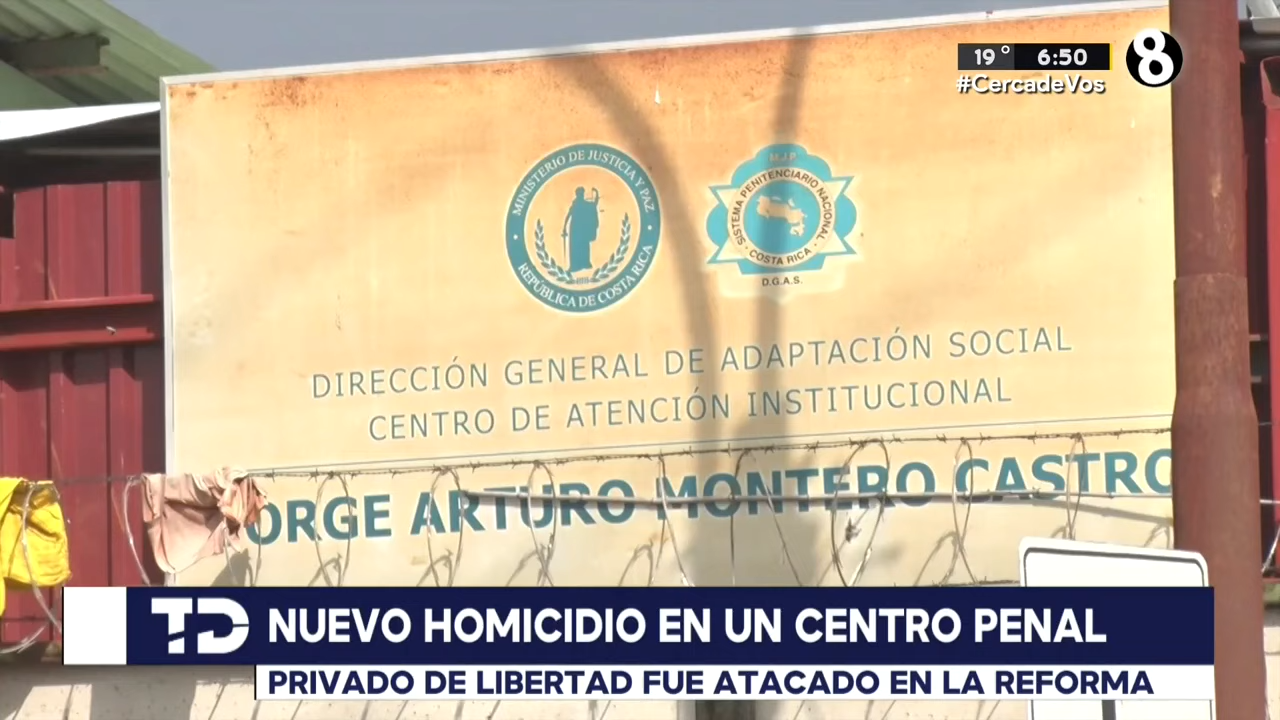 19° 6:50
8
#CercadeVos
MINISTERIO DE JUSTICIA Y PAZ
REPÚBLICA DE COSTA RICA
M.J.P.
SISTEMA PENITENCIARIO NACIONAL
COSTA RICA
D.G.A.S.
DIRECCIÓN GENERAL DE ADAPTACIÓN SOCIAL
CENTRO DE ATENCIÓN INSTITUCIONAL
ORGE ARTURO MONTERO CASTRO
TD NUEVO HOMICIDIO EN UN CENTRO PENAL
PRIVADO DE LIBERTAD FUE ATACADO EN LA REFORMA